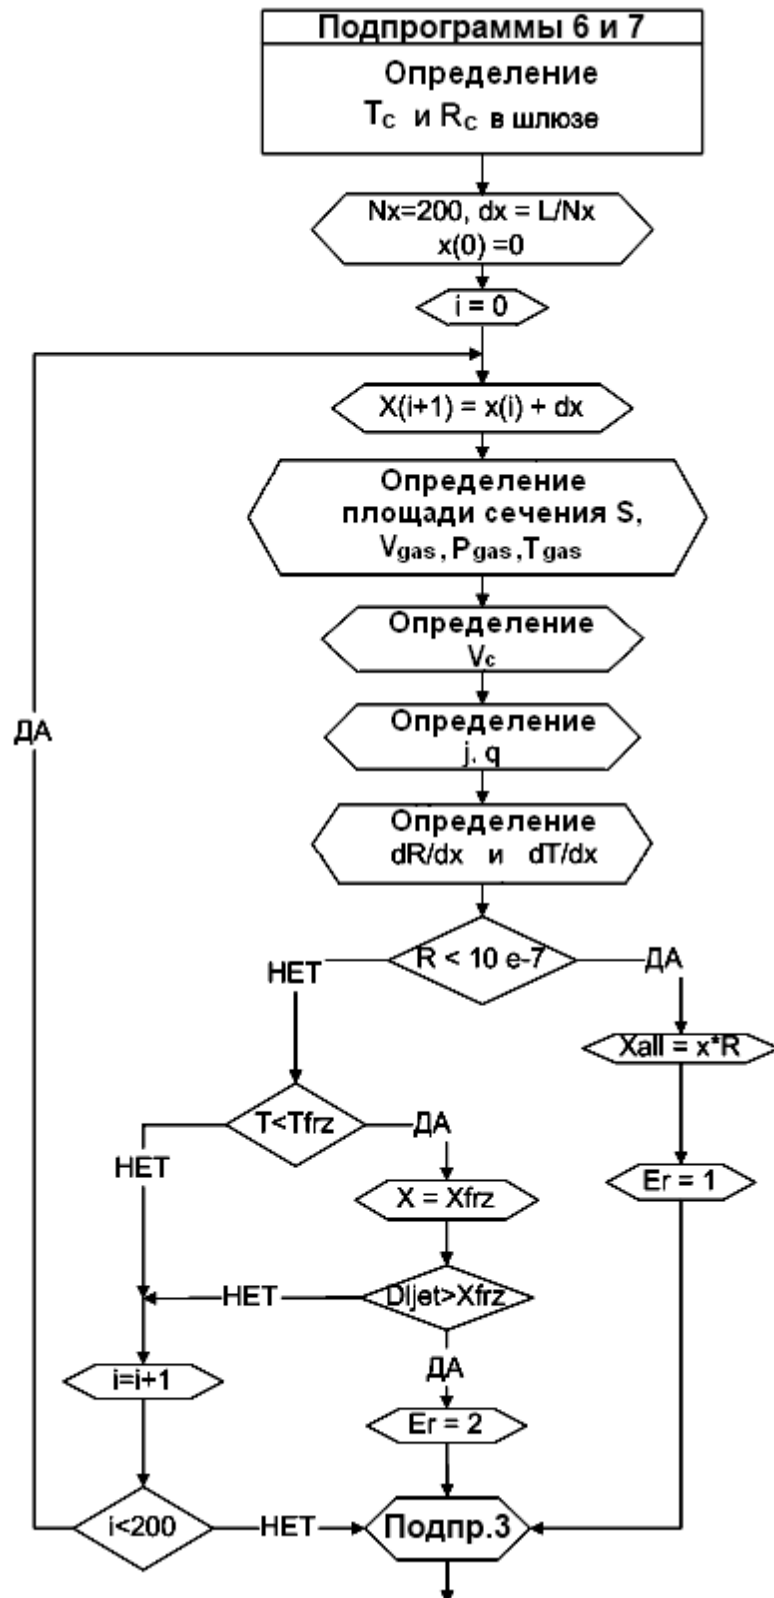 Подпрограммы 6 и 7
Определение
Tc и Rc в шлюзе
Nx=200, dx = L/Nx
x(0) =0
i = 0
X(i+1) = x(i) + dx
Определение
площади сечения S,
Vgas, Pgas, Tgas
Определение
Vc
ДА
Определение
j, q
Определение
dR/dx и dT/dx
R < 10 e-7
НЕТ
ДА
Xall = x*R
T<Tfrz
ДА
НЕТ
Er = 1
X = Xfrz
Dljet>Xfrz
НЕТ
ДА
i=i+1
Er = 2
i<200
НЕТ
Подпр.3